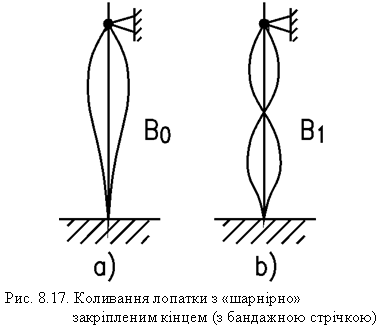 B₀
B₁
a)
b)
Рис. 8.17. Коливання лопатки з «шарнірно»
закріпленим кінцем (з бандажною стрічкою)